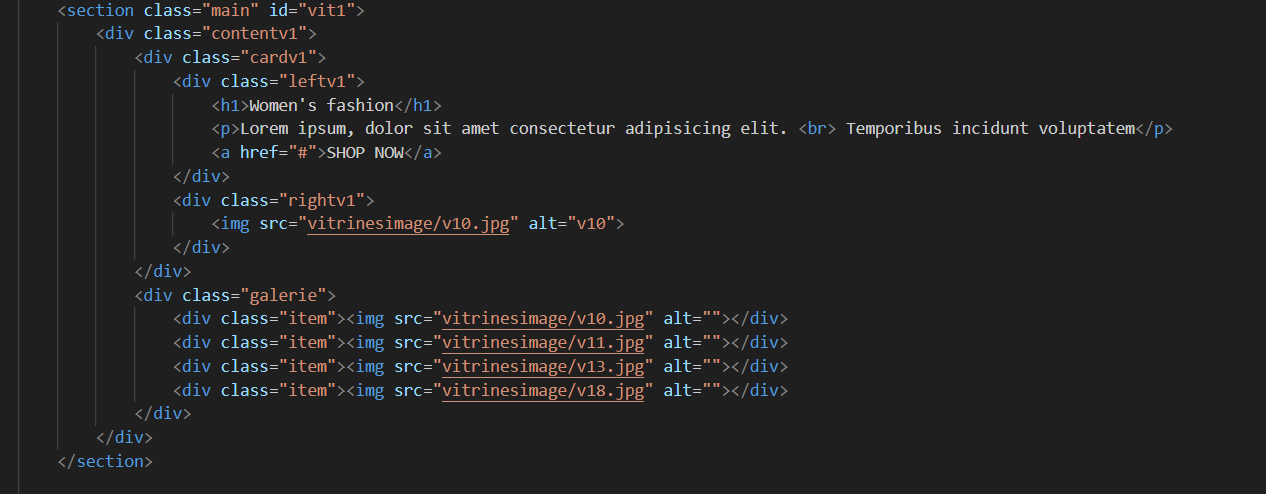 <section class="main" id="vit1">
<div class="contentv1">
<div class="cardv1">
<div class="leftv1">
<h1>Women's fashion</h1>
<p>Lorem ipsum, dolor sit amet consectetur adipisicing elit. <br> Temporibus incidunt voluptatem</p>
<a href="#">SHOP NOW</a>
</div>
<div class="rightv1">
<img src="vitrinesimage/v10.jpg" alt="v10">
</div>
</div>
<div class="galerie">
<div class="item"><img src="vitrinesimage/v10.jpg" alt=""></div>
<div class="item"><img src="vitrinesimage/v11.jpg" alt=""></div>
<div class="item"><img src="vitrinesimage/v13.jpg" alt=""></div>
<div class="item"><img src="vitrinesimage/v18.jpg" alt=""></div>
</div>
</div>
</section>